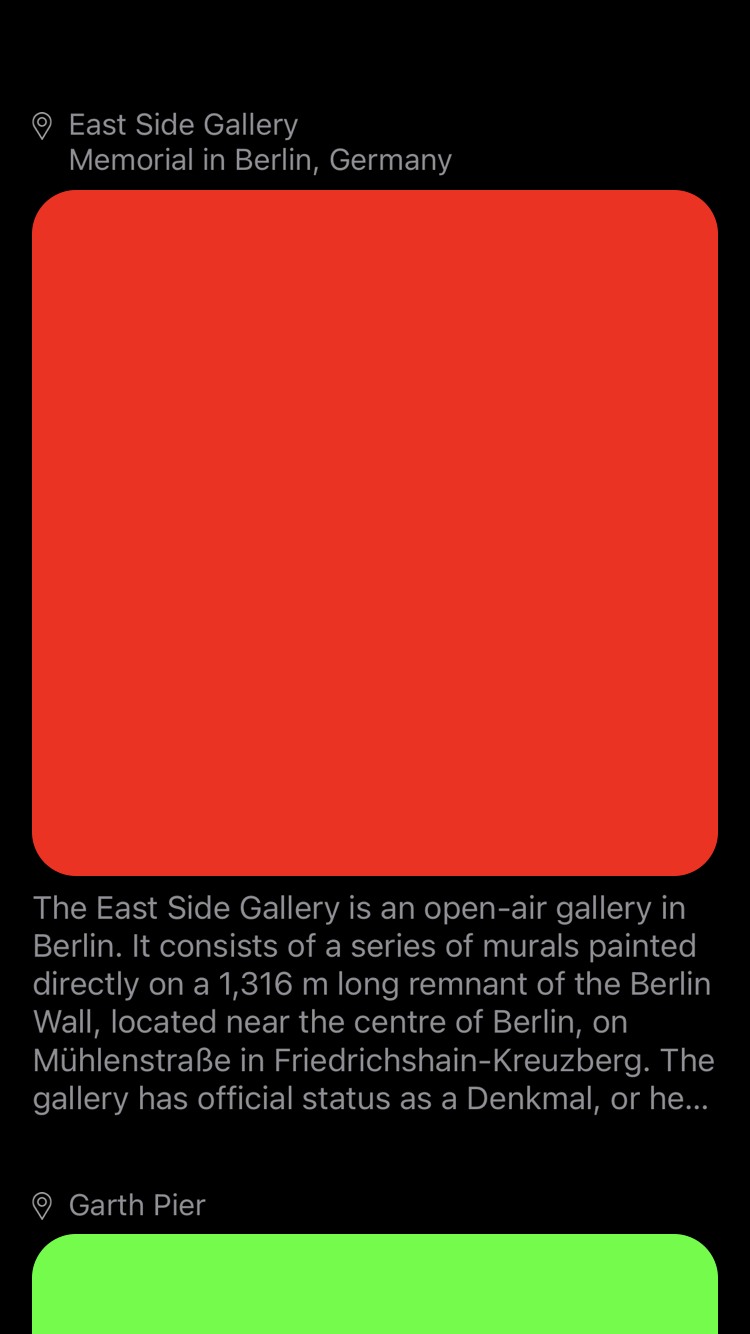 East Side Gallery
Memorial in Berlin, Germany
The East Side Gallery is an open-air gallery in
Berlin. It consists of a series of murals painted
directly on a 1,316 m long remnant of the Berlin
Wall, located near the centre of Berlin, on
Mühlenstraße in Friedrichshain-Kreuzberg. The
gallery has official status as a Denkmal, or he...
Garth Pier